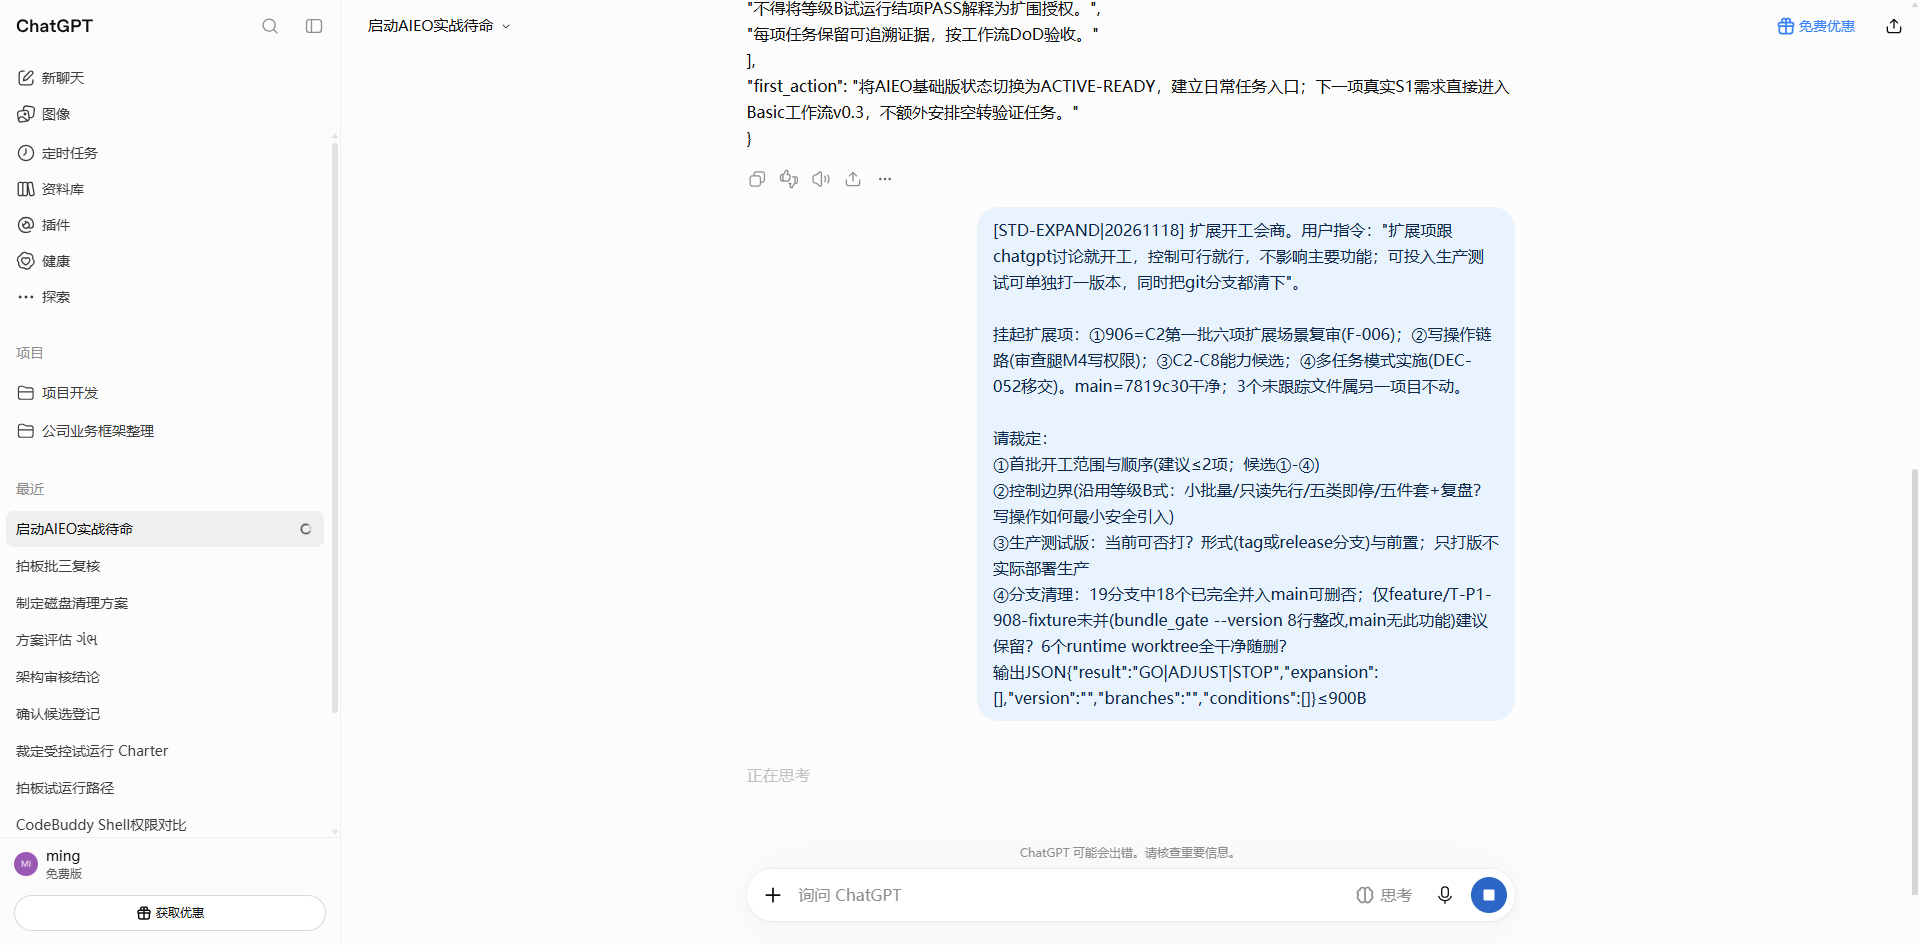 ChatGPT
新聊天
图像
定时任务
资料库
插件
健康
探索
项目
项目开发
公司业务框架整理
最近
启动AIEO实战待命
拍板批三复核
制定磁盘清理方案
方案评估
架构审核结论
确认候选登记
裁定受控试运行 Charter
拍板试运行路径
CodeBuddy Shell权限对比
MI
ming
免费版
获取优惠
启动AIEO实战待命
免费优惠
"不得将等级B试运行结项PASS解释为扩围授权。",
"每项任务保留可追溯证据，按工作流DoD验收。"
],
"first_action": "将AIEO基础版状态切换为ACTIVE-READY，建立日常任务入口；下一项真实S1需求直接进入
Basic工作流v0.3，不额外安排空转验证任务。"
}
[STD-EXPAND|20261118] 扩展开工会商。用户指令："扩展项跟
chatgpt讨论就开工，控制可行就行，不影响主要功能；可投入生产测
试可单独打一版本，同时把git分支都清下"。
挂起扩展项：①906=C2第一批六项扩展场景复审(F-006)；②写操作链
路(审查腿M4写权限)；③C2-C8能力候选；④多任务模式实施(DEC-
052移交)。main=7819c30干净；3个未跟踪文件属另一项目不动。
请裁定：
①首批开工范围与顺序(建议≤2项；候选①-④)
②控制边界(沿用等级B式：小批量/只读先行/五类即停/五件套+复盘？
写操作如何最小安全引入)
③生产测试版：当前可否打？形式(tag或release分支)与前置；只打版不
实际部署生产
④分支清理：19分支中18个已完全并入main可删否；仅feature/T-P1-
908-fixture未并(bundle_gate --version 8行整改,main无此功能)建议
保留？6个runtime worktree全干净随删？
输出JSON{"result":"GO|ADJUST|STOP","expansion":
[],"version":"","branches":"","conditions":[]}≤900B
正在思考
ChatGPT 可能会出错。请核查重要信息。
询问 ChatGPT
思考